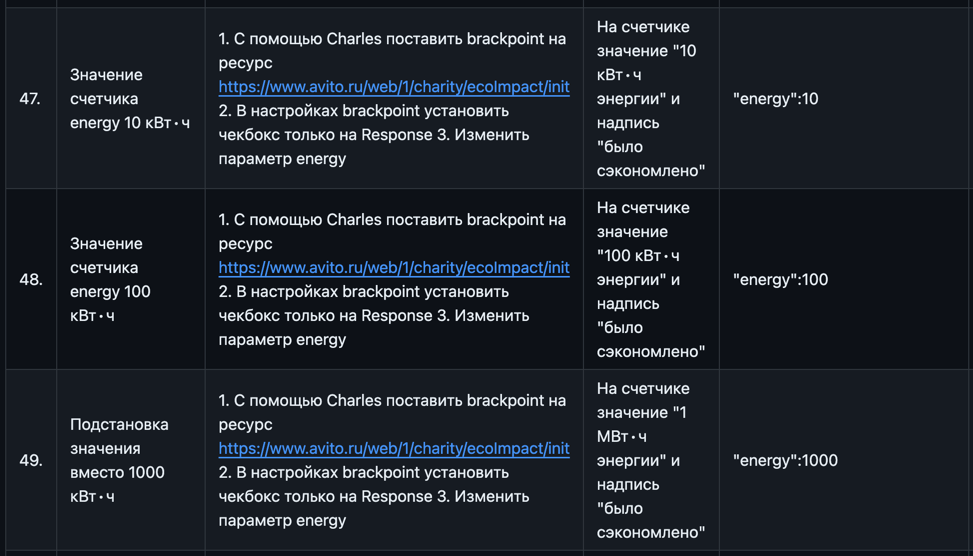 47.
Значение
счетчика
energy 10 кВт⋅ч
1. С помощью Charles поставить brackpoint на
ресурс
https://www.avito.ru/web/1/charity/ecoImpact/init
2. В настройках brackpoint установить
чекбокс только на Response 3. Изменить
параметр energy
На счетчике
значение "10
кВт⋅ч
энергии" и
надпись
"было
сэкономлено"
"energy":10
48.
Значение
счетчика
energy 100
кВт⋅ч
1. С помощью Charles поставить brackpoint на
ресурс
https://www.avito.ru/web/1/charity/ecoImpact/init
2. В настройках brackpoint установить
чекбокс только на Response 3. Изменить
параметр energy
На счетчике
значение
"100 кВт⋅ч
энергии" и
надпись
"было
сэкономлено"
"energy":100
49.
Подстановка
значения
вместо 1000
кВт⋅ч
1. С помощью Charles поставить brackpoint на
ресурс
https://www.avito.ru/web/1/charity/ecoImpact/init
2. В настройках brackpoint установить
чекбокс только на Response 3. Изменить
параметр energy
На счетчике
значение "1
МВт⋅ч
энергии" и
надпись
"было
сэкономлено"
"energy":1000